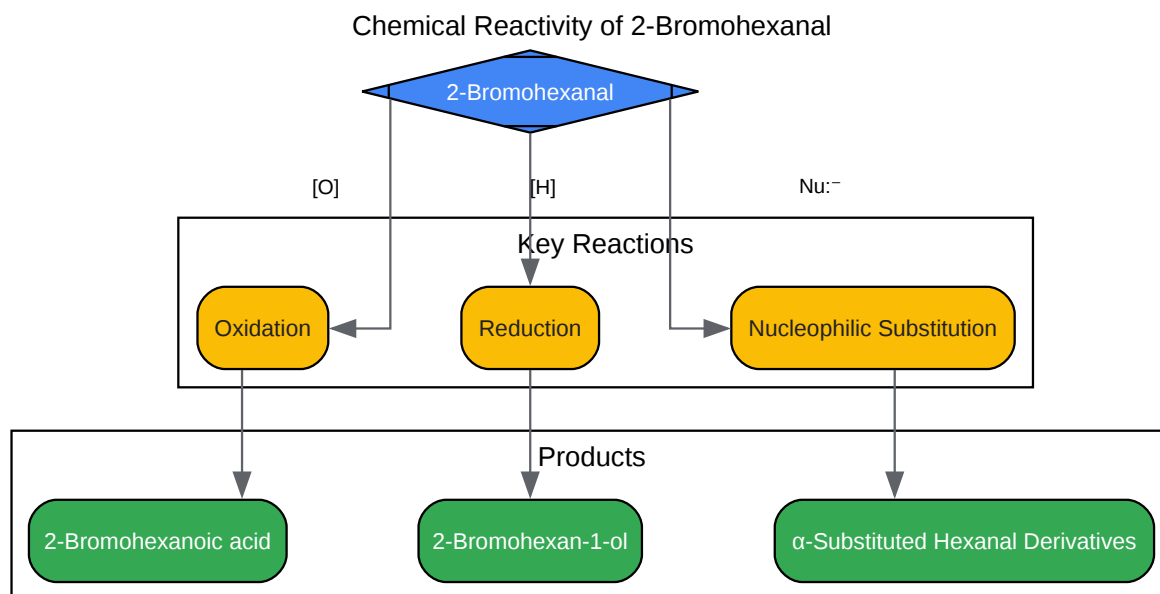 Chemical Reactivity of 2-Bromohexanal
2-Bromohexanal
[O]
[H]
Nu:⁻
Key Reactions
Oxidation
Reduction
Nucleophilic Substitution
Products
2-Bromohexanoic acid
2-Bromohexan-1-ol
α-Substituted Hexanal Derivatives